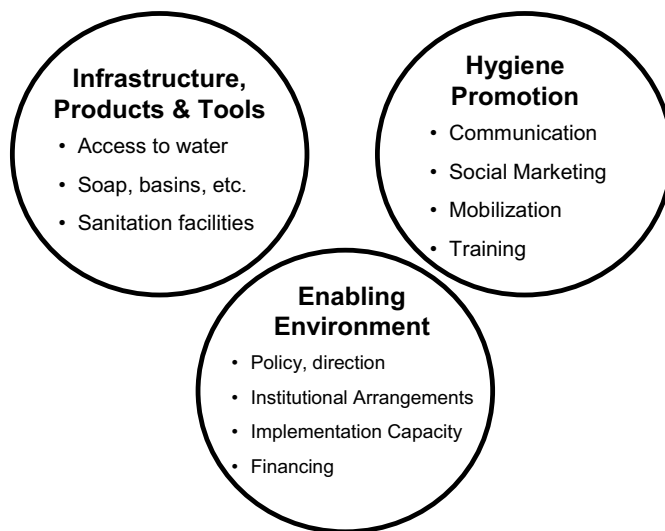 Infrastructure,
Products & Tools
• Access to water
• Soap, basins, etc.
• Sanitation facilities
Hygiene
Promotion
• Communication
• Social Marketing
• Mobilization
• Training
Enabling
Environment
• Policy, direction
• Institutional Arrangements
• Implementation Capacity
• Financing